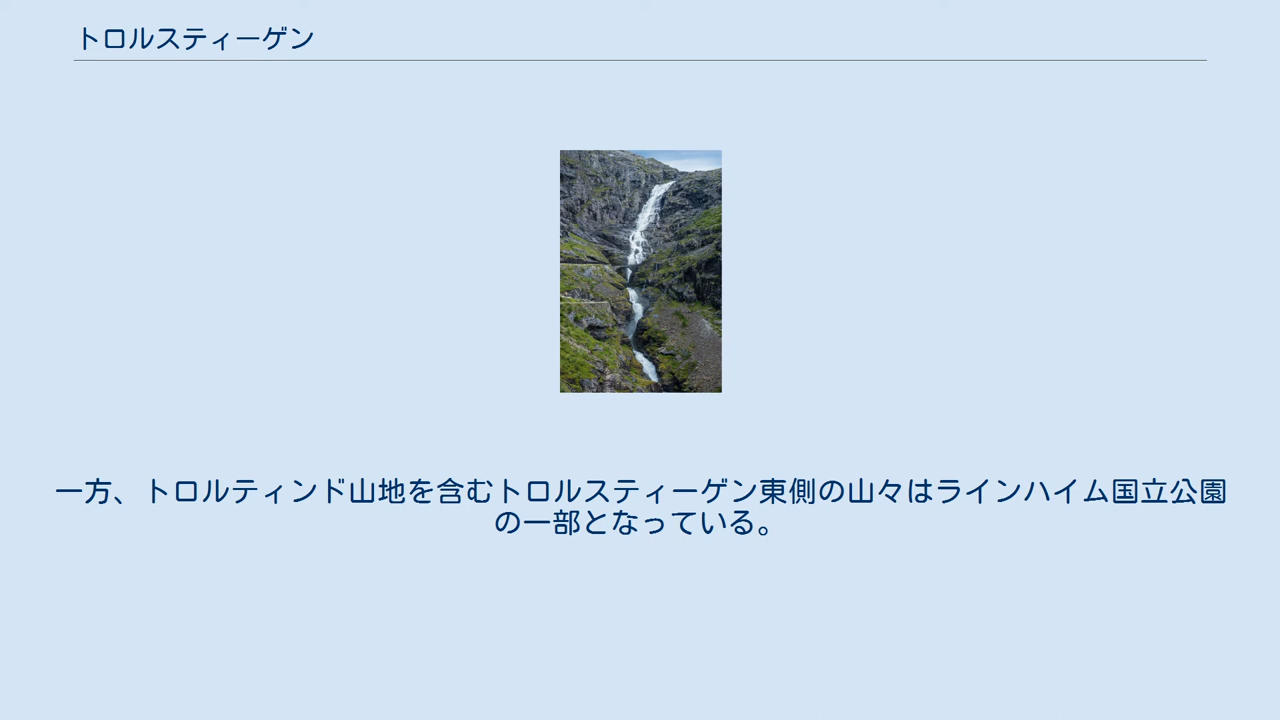 トロルスティーゲン
一方、トロルティンド山地を含むトロルスティーゲン東側の山々はラインハイム国立公園
の一部となっている。